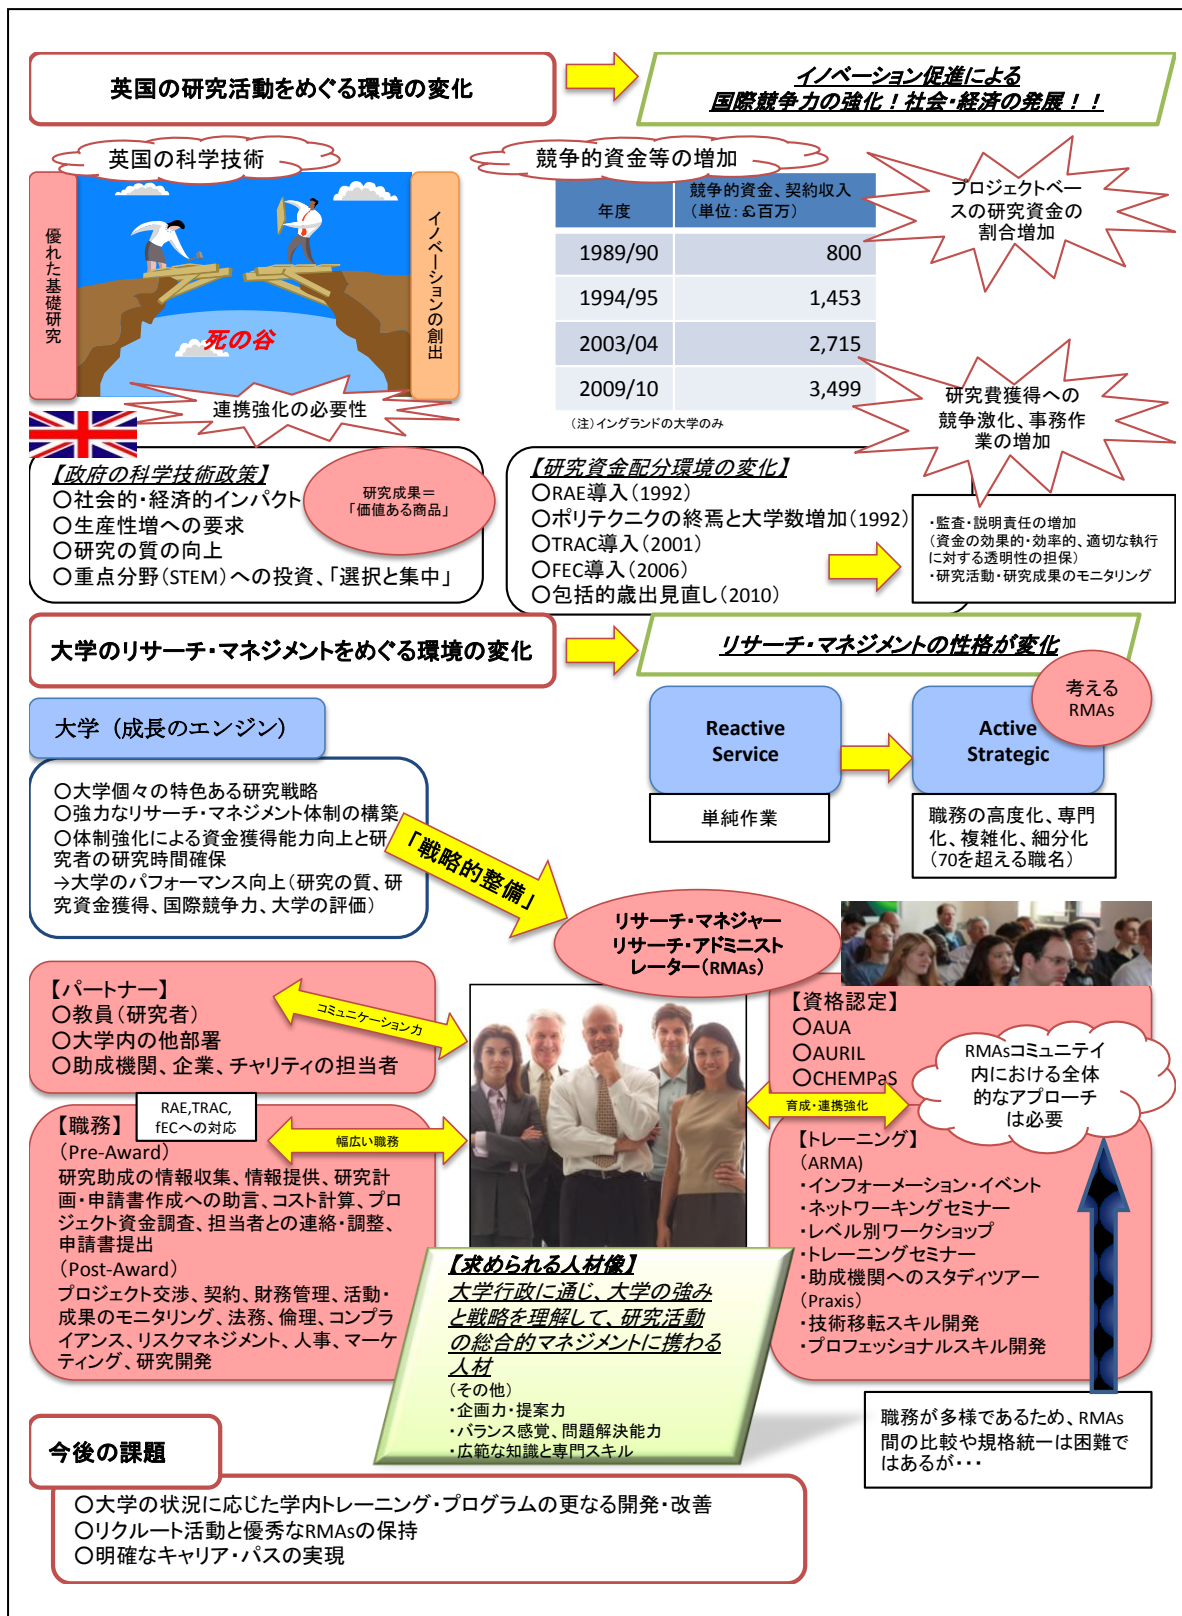 英国の研究活動をめぐる環境の変化
イノベーション促進による
国際競争力の強化！社会・経済の発展！！
英国の科学技術
優れた基礎研究
死の谷
イノベーションの創出
連携強化の必要性
競争的資金等の増加
年度
競争的資金、契約収入
（単位：￡百万）
1989/90 800
1994/95 1,453
2003/04 2,715
2009/10 3,499
（注）イングランドの大学のみ
プロジェクトベー
スの研究資金の
割合増加
研究費獲得への
競争激化、事務作
業の増加
【政府の科学技術政策】
○社会的・経済的インパクト
○生産性増への要求
○研究の質の向上
○重点分野（STEM）への投資、「選択と集中」
研究成果＝
「価値ある商品」
【研究資金配分環境の変化】
○RAE導入（1992）
○ポリテクニクの終焉と大学数増加（1992）
○TRAC導入（2001）
○FEC導入（2006）
○包括的歳出見直し（2010）
・監査・説明責任の増加
（資金の効果的・効率的、適切な執行
に対する透明性の担保）
・研究活動・研究成果のモニタリング
大学のリサーチ・マネジメントをめぐる環境の変化
リサーチ・マネジメントの性格が変化
大学（成長のエンジン）
○大学個々の特色ある研究戦略
○強力なリサーチ・マネジメント体制の構築
○体制強化による資金獲得能力向上と研
究者の研究時間確保
→大学のパフォーマンス向上（研究の質、研
究資金獲得、国際競争力、大学の評価）
「戦略的整備」
Reactive
Service
単純作業
Active
Strategic
考える
RMAs
職務の高度化、専門
化、複雑化、細分化
（70を超える職名）
リサーチ・マネジャー
リサーチ・アドミニスト
レーター（RMAs）
【パートナー】
○教員（研究者）
○大学内の他部署
○助成機関、企業、チャリティの担当者
コミュニケーション力
【職務】
RAE,TRAC,
fECへの対応
幅広い職務
(Pre-Award)
研究助成の情報収集、情報提供、研究計
画・申請書作成への助言、コスト計算、プロ
ジェクト資金調査、担当者との連絡・調整、
申請書提出
(Post-Award)
プロジェクト交渉、契約、財務管理、活動・
成果のモニタリング、法務、倫理、コンプラ
イアンス、リスクマネジメント、人事、マーケ
ティング、研究開発
【資格認定】
○AUA
○AURIL
○CHEMPaS
育成・連携強化
RMAsコミュニテイ
内における全体
的なアプローチ
は必要
【トレーニング】
(ARMA)
・インフォーメーション・イベント
・ネットワーキングセミナー
・レベル別ワークショップ
・トレーニングセミナー
・助成機関へのスタディツアー
(Praxis)
・技術移転スキル開発
・プロフェッショナルスキル開発
【求められる人材像】
大学行政に通じ、大学の強み
と戦略を理解して、研究活動
の総合的マネジメントに携わる
人材
（その他）
・企画力・提案力
・バランス感覚、問題解決能力
・広範な知識と専門スキル
職務が多様であるため、RMAs
間の比較や規格統一は困難で
はあるが・・・
今後の課題
○大学の状況に応じた学内トレーニング・プログラムの更なる開発・改善
○リクルート活動と優秀なRMAsの保持
○明確なキャリア・パスの実現